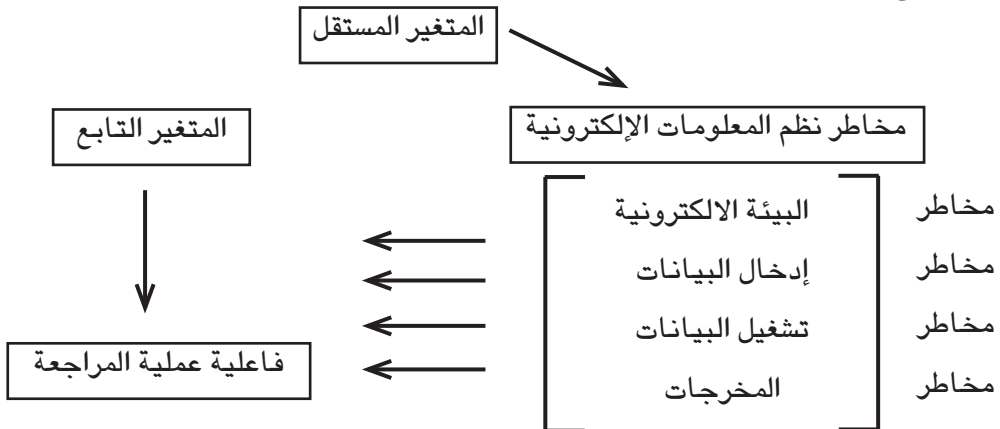 المتغير المستقل
مخاطر نظم المعلومات الإلكترونية
المتغير التابع
مخاطر البيئة الالكترونية
مخاطر إدخال البيانات
مخاطر تشغيل البيانات
مخاطر المخرجات
فاعلية عملية المراجعة